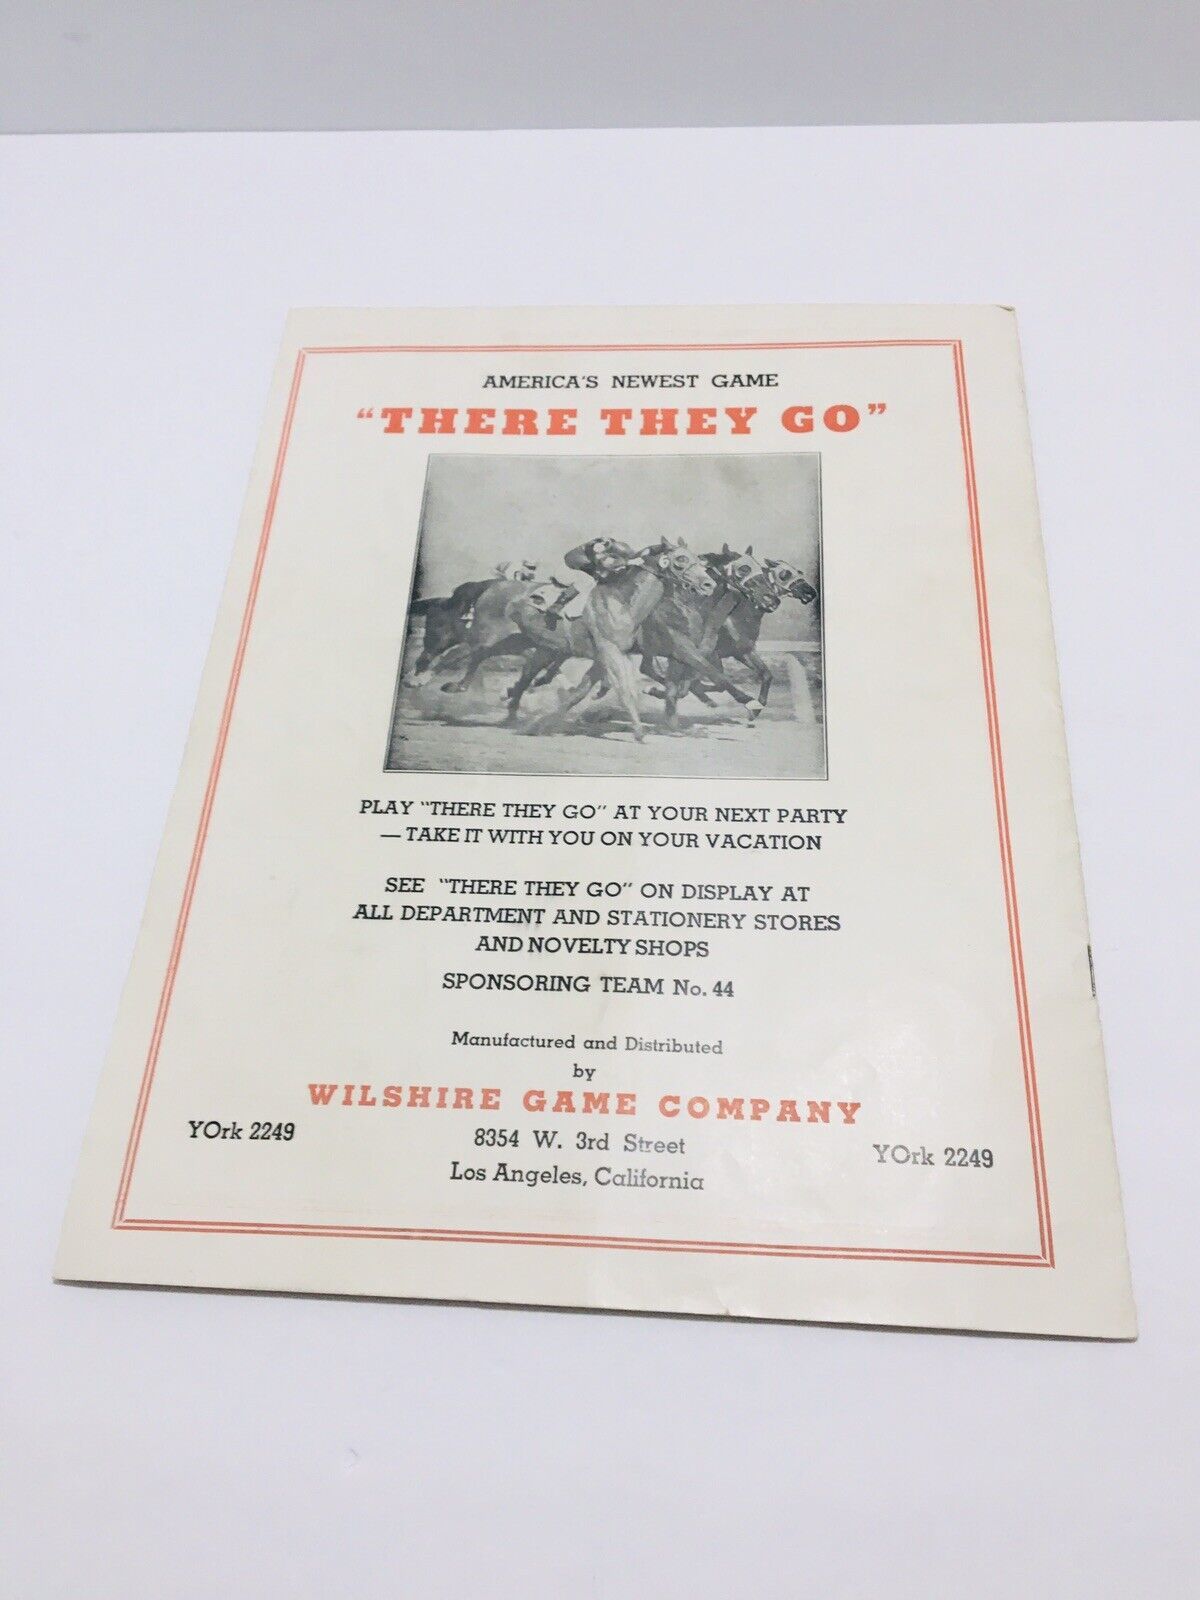 AMERICA'S NEWEST GAME
"THERE THEY GO"
PLAY "THERE THEY GO" AT YOUR NEXT PARTY
— TAKE IT WITH YOU ON YOUR VACATION
SEE "THERE THEY GO" ON DISPLAY AT
ALL DEPARTMENT AND STATIONERY STORES
AND NOVELTY SHOPS
SPONSORING TEAM No. 44
Manufactured and Distributed
by
WILSHIRE GAME COMPANY
YOrk 2249
8354 W. 3rd Street
YOrk 2249
Los Angeles, California